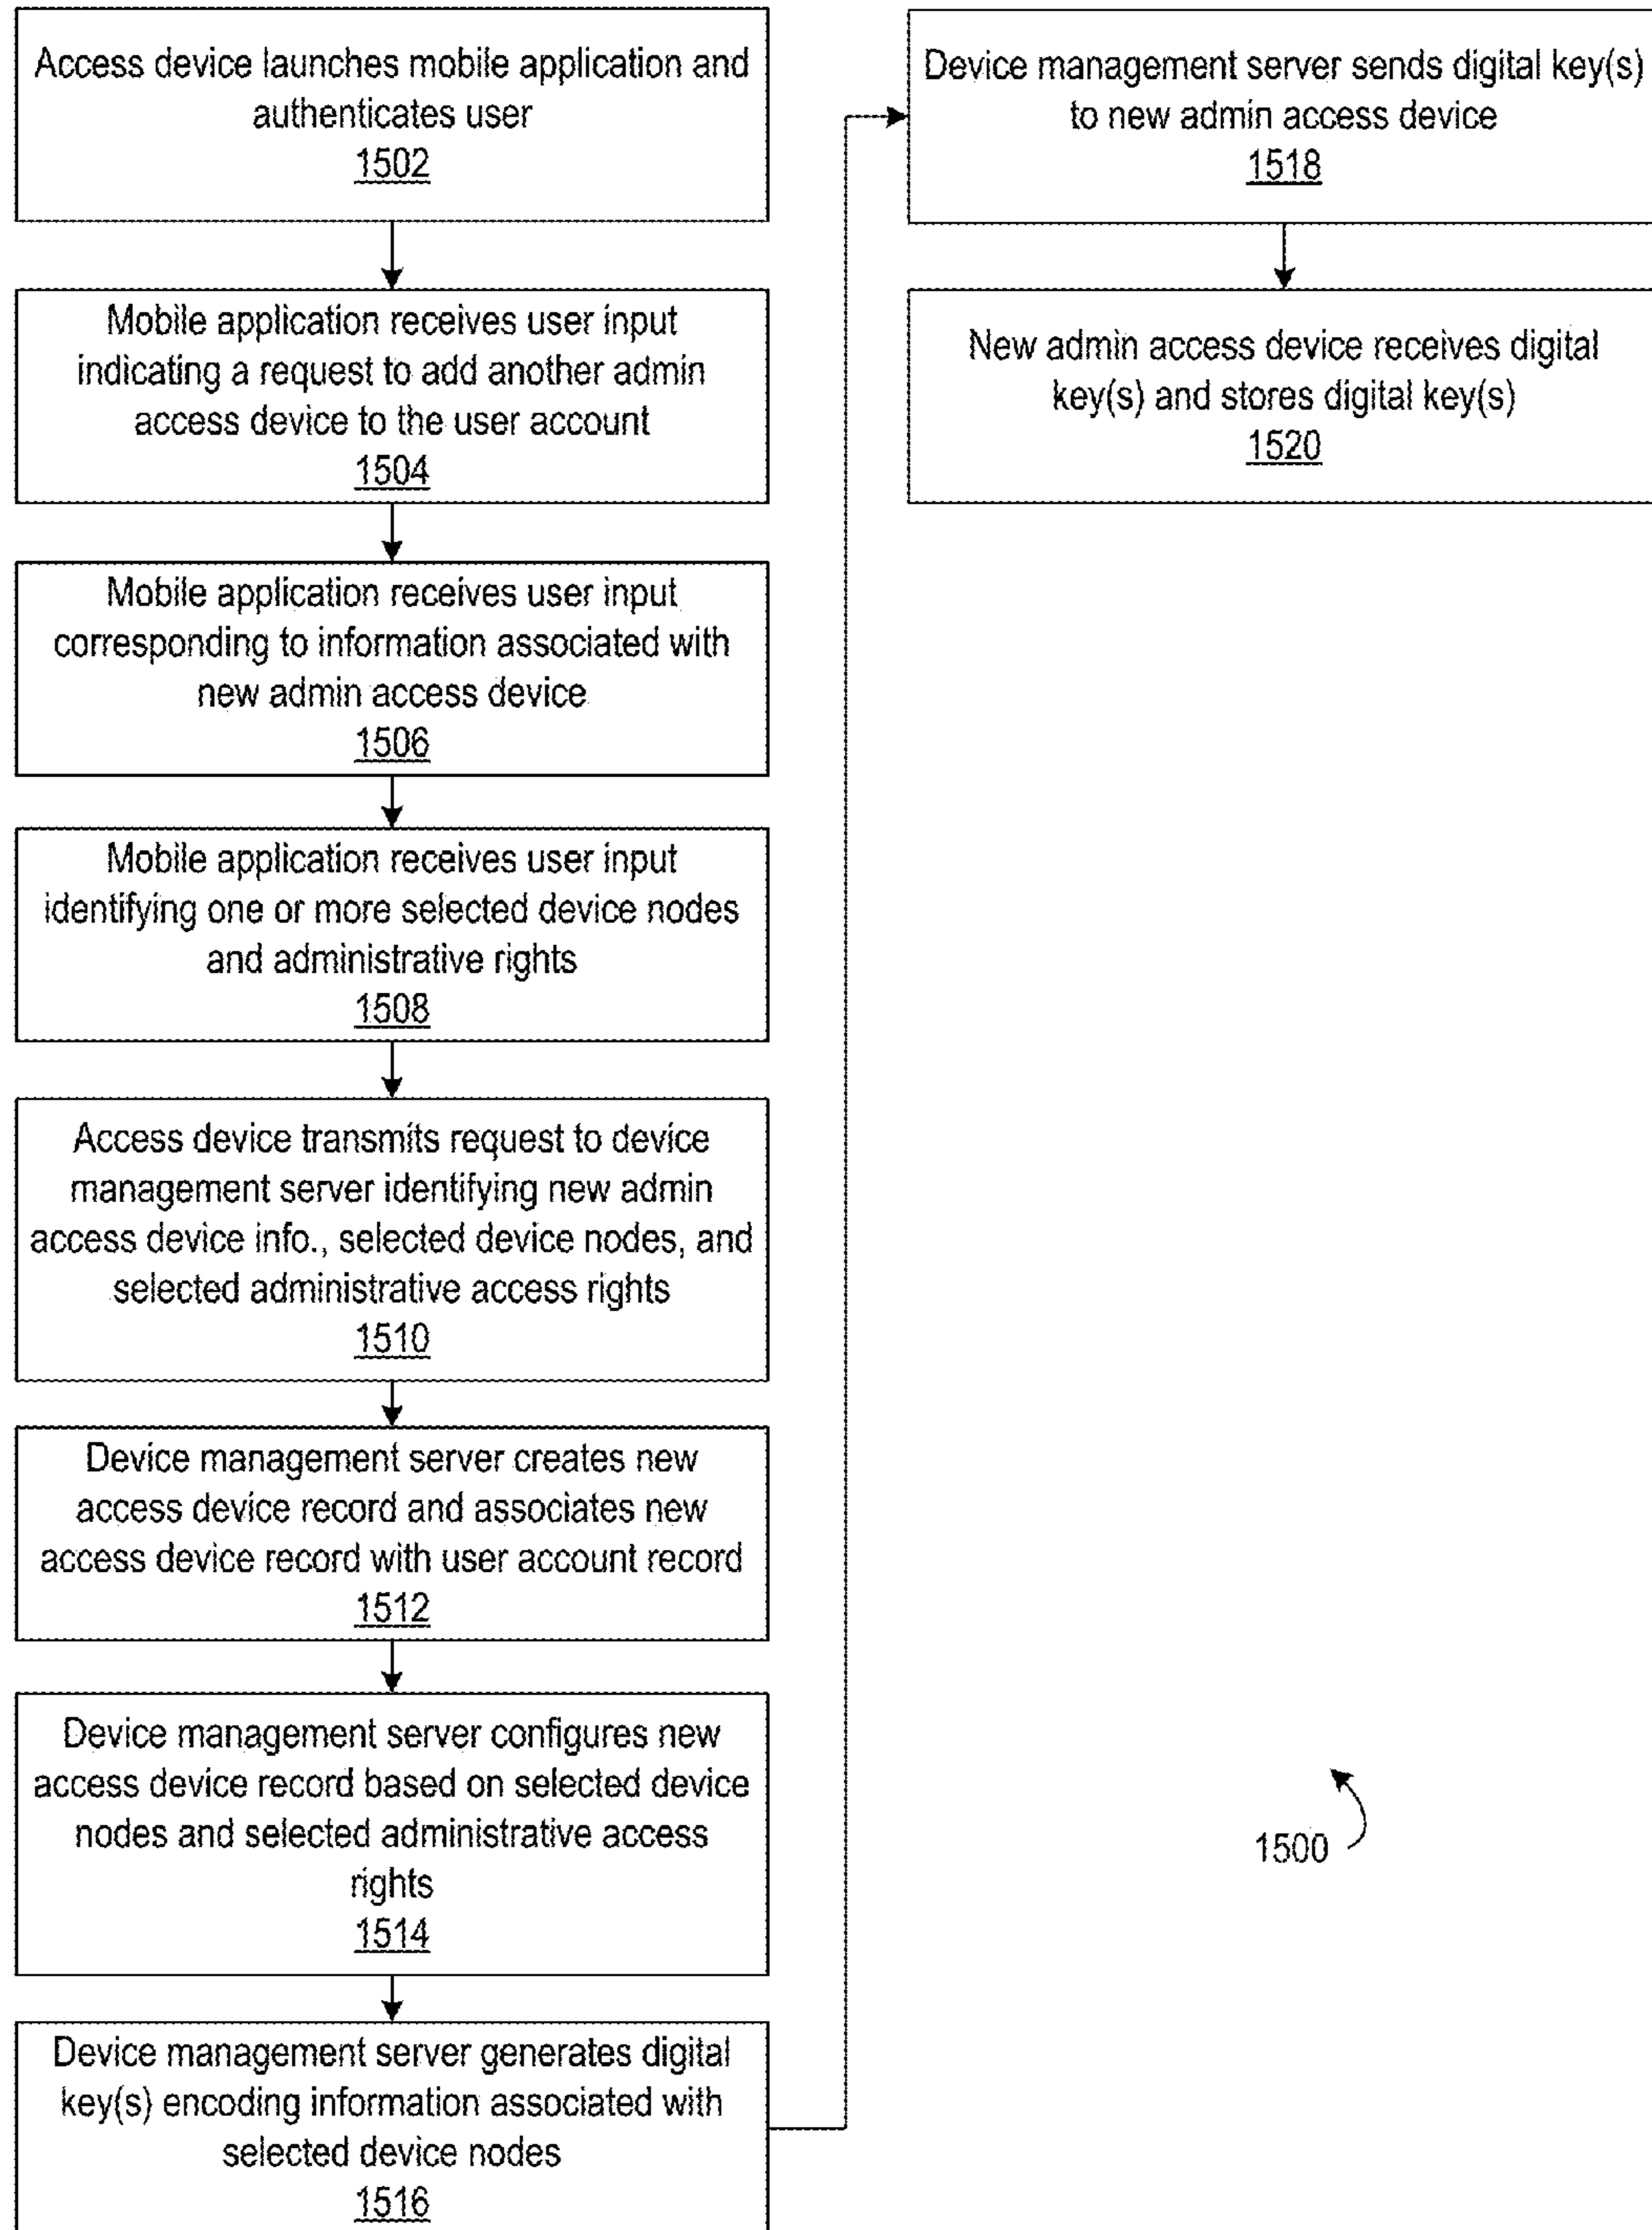 Access device launches mobile application and
authenticates user
1502
Mobile application receives user input
indicating a request to add another admin
access device to the user account
1504
Mobile application receives user input
corresponding to information associated with
new admin access device
1506
Mobile application receives user input
identifying one or more selected device nodes
and administrative rights
1508
Access device transmits request to device
management server identifying new admin
access device info., selected device nodes, and
selected administrative access rights
1510
Device management server creates new
access device record and associates new
access device record with user account record
1512
Device management server configures new
access device record based on selected device
nodes and selected administrative access
rights
1514
Device management server generates digital
key(s) encoding information associated with
selected device nodes
1516
Device management server sends digital key(s)
to new admin access device
1518
New admin access device receives digital
key(s) and stores digital key(s)
1520
1500